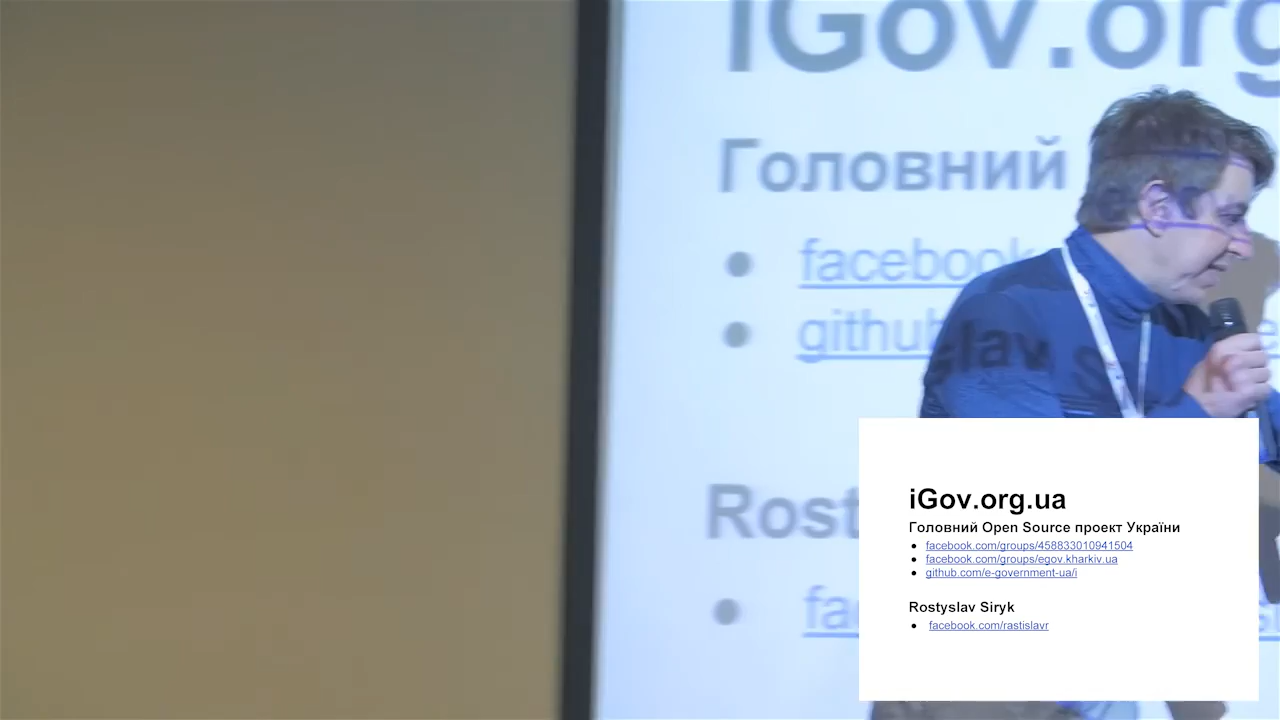 iGov.org
Головний
facebook
github
Rost
fa
iGov.org.ua
Головний Open Source проект України
facebook.com/groups/458833010941504
facebook.com/groups/egov.kharkiv.ua
github.com/e-government-ua/i
Rostyslav Siryk
facebook.com/rastislavr